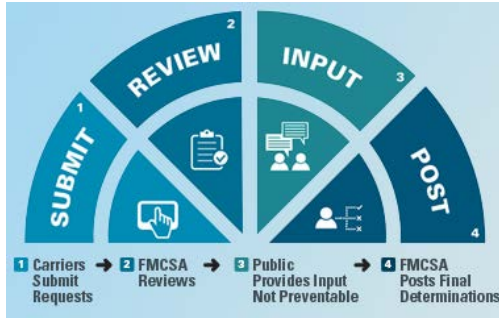 1
SUBMIT
2
REVIEW
INPUT
3
POST
4
1 Carriers Submit Requests → 2 FMCSA Reviews → 3 Public Provides Input Not Preventable → 4 FMCSA Posts Final Determinations